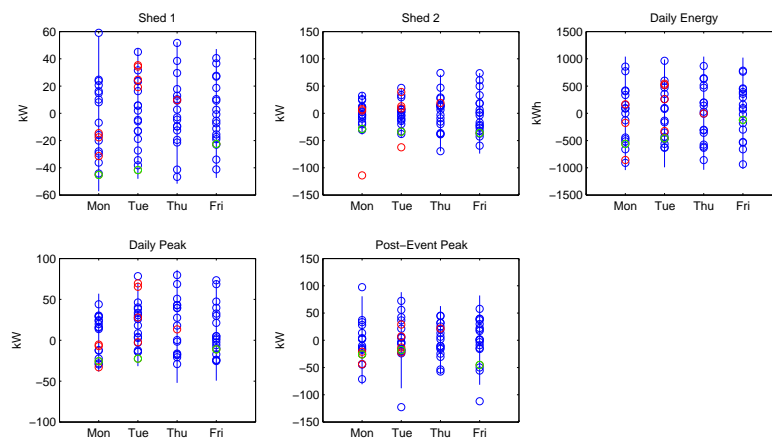 Shed 1
Shed 2
Daily Energy
60
40
20
0
−20
−40
−60
kW
Mon Tue Thu Fri
150
100
50
0
−50
−100
−150
kW
Mon Tue Thu Fri
1500
1000
500
0
−500
−1000
−1500
kWh
Mon Tue Thu Fri
Daily Peak
Post−Event Peak
100
50
0
−50
−100
kW
Mon Tue Thu Fri
150
100
50
0
−50
−100
−150
kW
Mon Tue Thu Fri